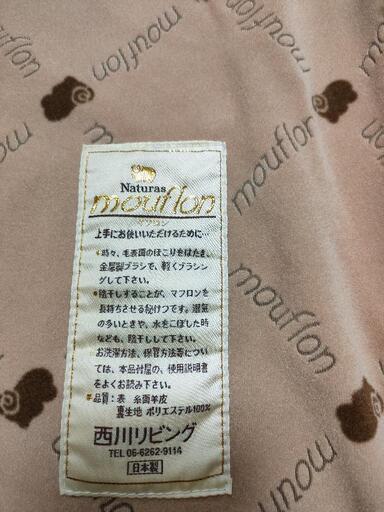 Naturas
mouflon
マフロン
上手にお使いいただけるために…
●時々、毛表面のほこりをはたき、
金属製ブラシで、軽くブラシン
グして下さい。
●陰干しすることが、マフロンを
長持ちさせる秘けつです。湿気
の多いときや、水をこぼした時
なども、陰干しして下さい。
お洗濯方法、保管方法等につい
ては、本品付属の、使用説明書
をよくお読み下さい。
●品質:表 糸面羊皮
裏生地 ポリエステル100%
西川リビング
TEL 06-6262-9114
日本製
mouflon
mouflon
mouflon
mouflon
mouflon
mouflon
mouflon